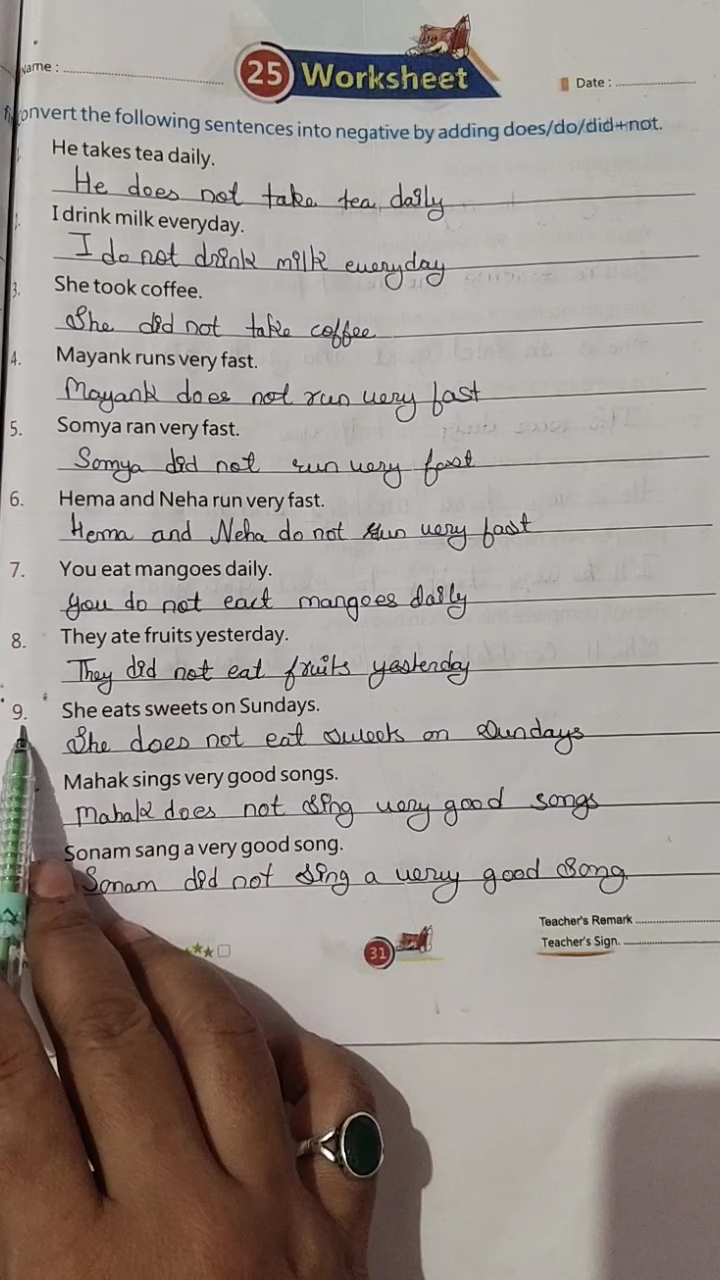 Name :
25 Worksheet
Date :
Convert the following sentences into negative by adding does/do/did+not.
He takes tea daily.
He does not take tea daily
I drink milk everyday.
I do not drink milk everyday
3. She took coffee.
She did not take coffee
4. Mayank runs very fast.
Mayank does not run very fast
5. Somya ran very fast.
Somya did not run very fast
6. Hema and Neha run very fast.
Hema and Neha do not run very fast
7. You eat mangoes daily.
You do not eat mangoes daily
8. They ate fruits yesterday.
They did not eat fruits yesterday
9. She eats sweets on Sundays.
She does not eat sweets on Sundays
Mahak sings very good songs.
Mahak does not sing very good songs
Sonam sang a very good song.
Sonam did not sing a very good song
Teacher's Remark
31
Teacher's Sign.